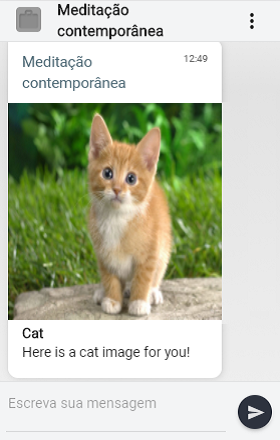 Meditação
contemporânea
Meditação
contemporânea
12:49
Cat
Here is a cat image for you!
Escreva sua mensagem